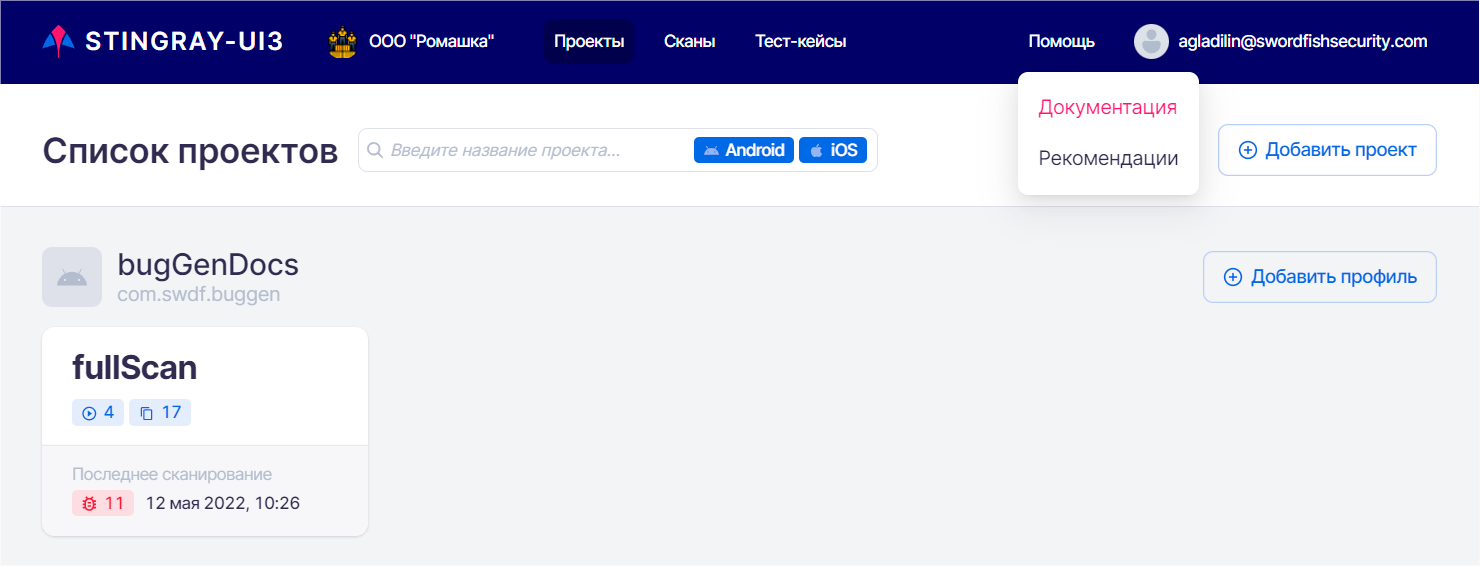 STINGRAY-UI3 ООО "Ромашка" Проекты Сканы Тест-кейсы Помощь agladilin@swordfishsecurity.com
Документация
Рекомендации
Список проектов Введите название проекта... Android iOS Добавить проект
bugGenDocs
com.swdf.buggen
Добавить профиль
fullScan
4 17
Последнее сканирование
11 12 мая 2022, 10:26